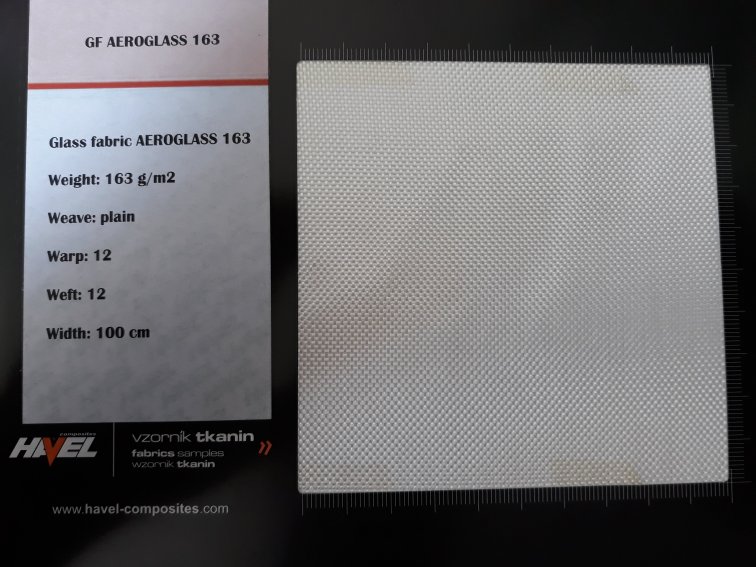 GF AEROGLASS 163
Glass fabric AEROGLASS 163
Weight: 163 g/m2
Weave: plain
Warp: 12
Weft: 12
Width: 100 cm
composites
HAVEL
vzorník tkanin
fabrics samples
wzornik tkanin
www.havel-composites.com